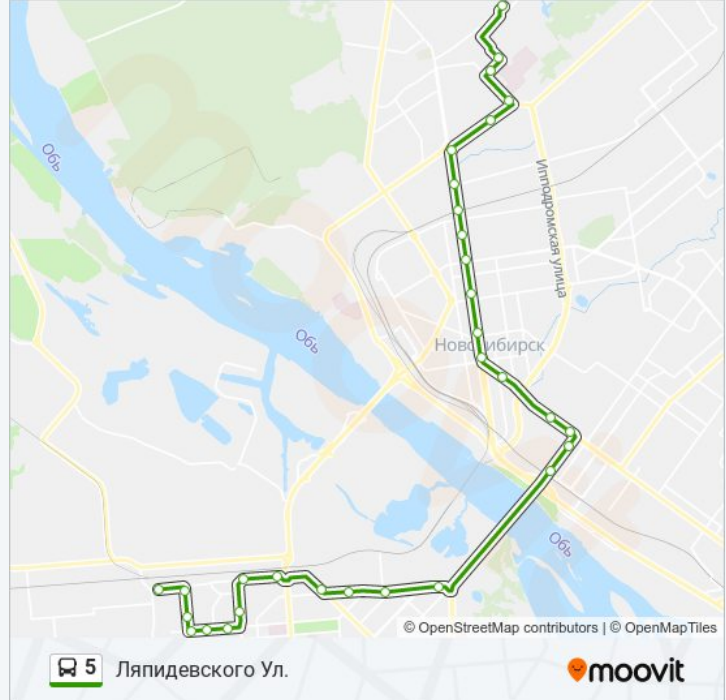 Обь
Ипподромская улица
Обь
Новосибирск
Обь
© OpenStreetMap contributors | © OpenMapTiles
5 Ляпидевского Ул.
moovit